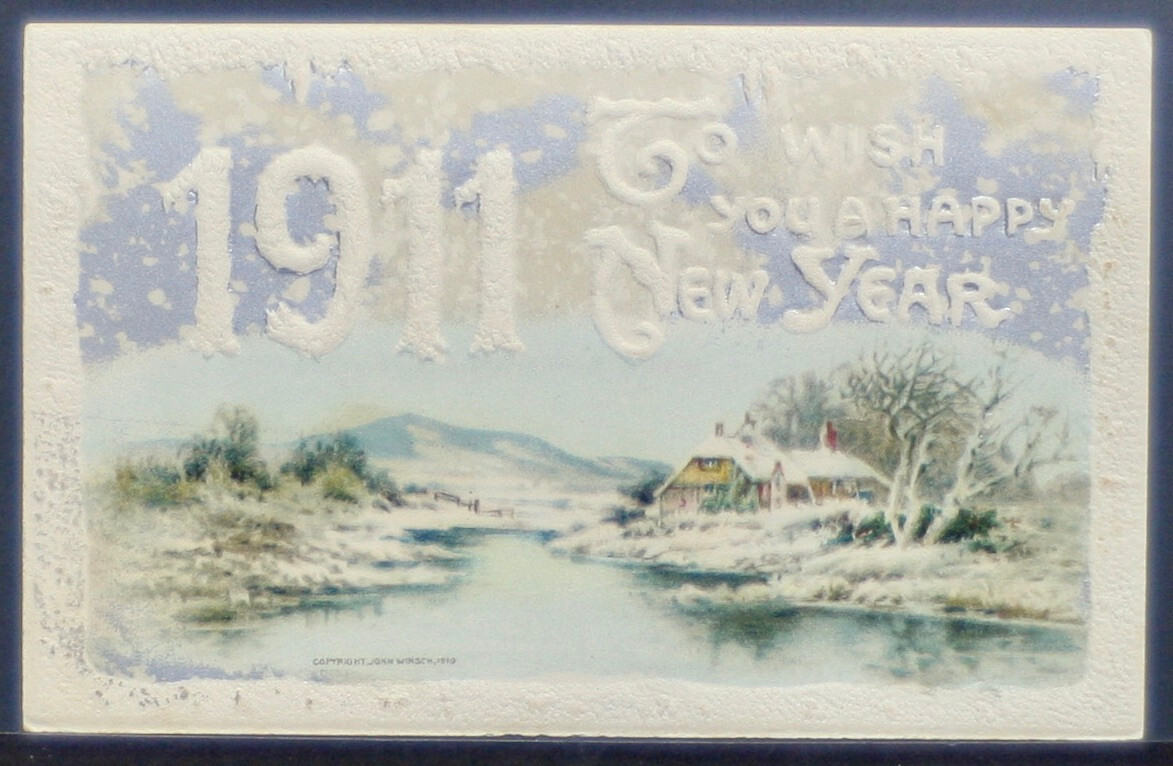 1911
To WISH
YOU A HAPPY
NEW YEAR
COPYRIGHT, JOHN WINSCH, 1910